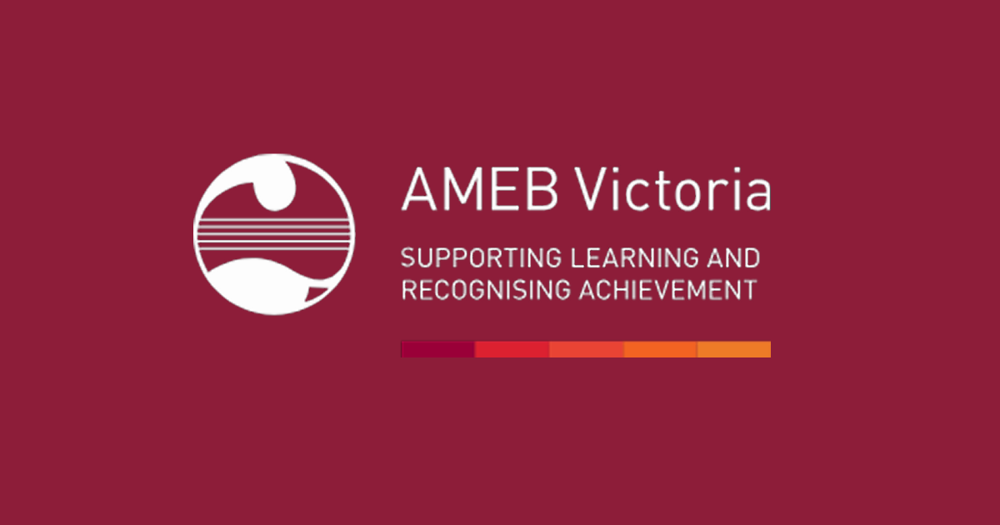 AMEB Victoria
SUPPORTING LEARNING AND
RECOGNISING ACHIEVEMENT